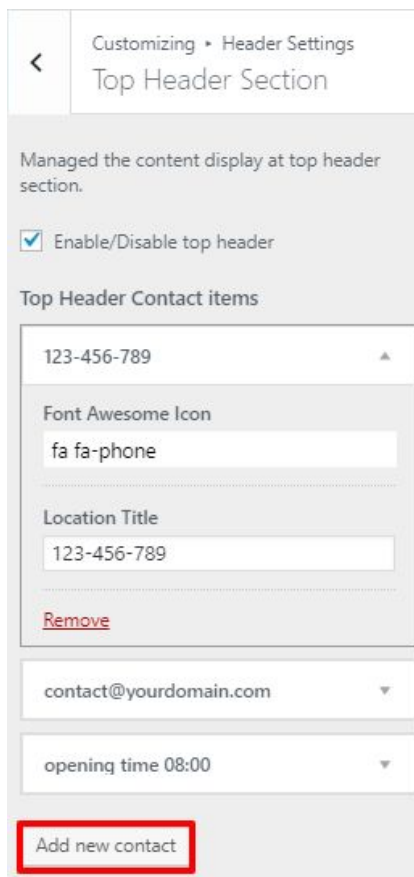 Customizing ▸ Header Settings
Top Header Section
Managed the content display at top header
section.
Enable/Disable top header
Top Header Contact items
123-456-789
Font Awesome Icon
fa fa-phone
Location Title
123-456-789
Remove
contact@yourdomain.com
opening time 08:00
Add new contact